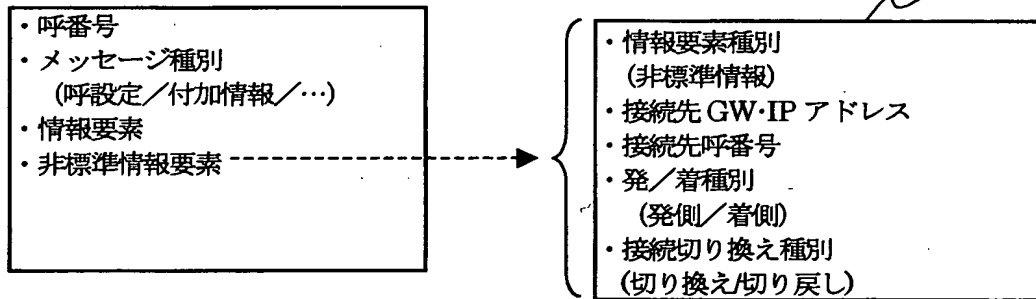 ・呼番号
・メッセージ種別
(呼設定／付加情報／…)
・情報要素
・非標準情報要素
・情報要素種別
(非標準情報)
・接続先 GW·IP アドレス
・接続先呼番号
・発／着種別
(発側／着側)
・接続切り換え種別
(切り換え/切り戻し)